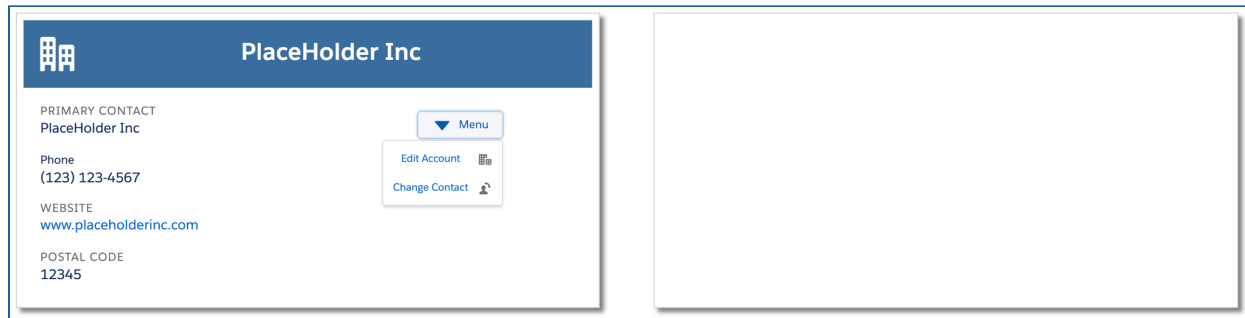 PlaceHolder Inc
PRIMARY CONTACT
PlaceHolder Inc
Menu
Phone
(123) 123-4567
Edit Account
Change Contact
WEBSITE
www.placeholderinc.com
POSTAL CODE
12345